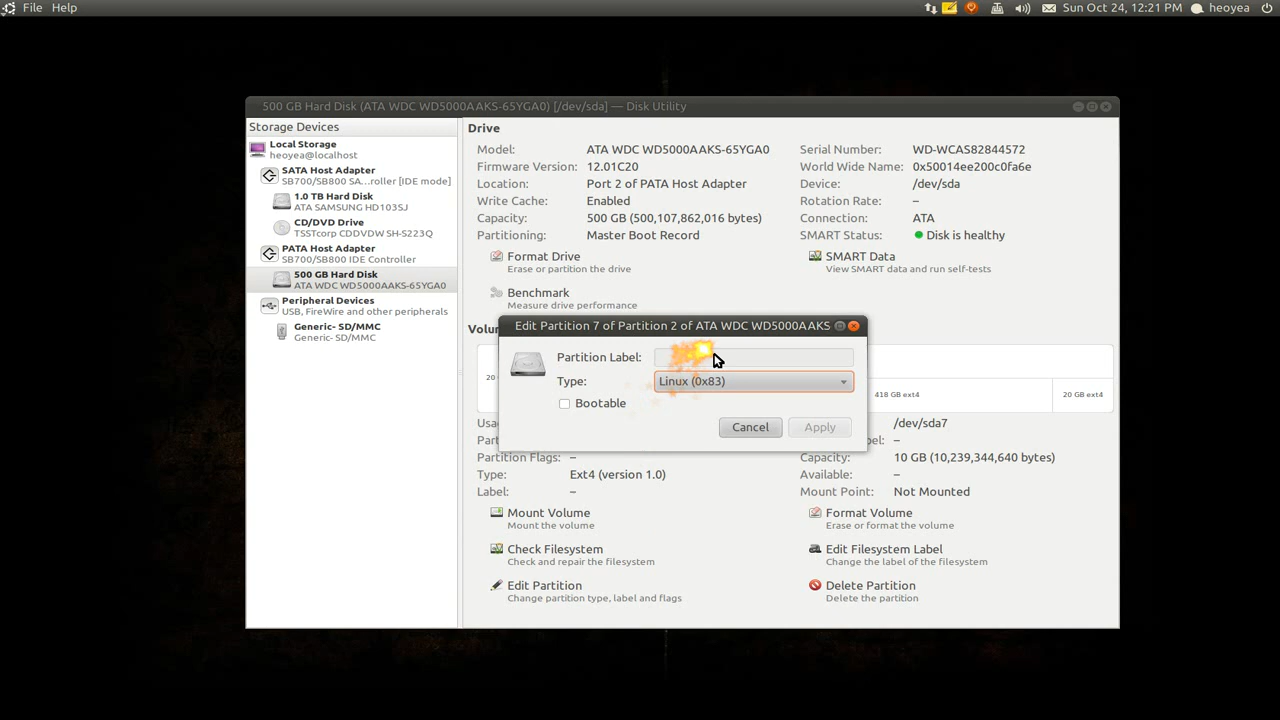 File Help
Sun Oct 24, 12:21 PM heoyea
500 GB Hard Disk (ATA WDC WD5000AAKS-65YGA0) [/dev/sda] — Disk Utility
Storage Devices
Local Storage
heoyea@localhost
SATA Host Adapter
SB700/SB800 SA...roller [IDE mode]
1.0 TB Hard Disk
ATA SAMSUNG HD103SJ
CD/DVD Drive
TSSTcorp CDDVDW SH-S223Q
PATA Host Adapter
SB700/SB800 IDE Controller
500 GB Hard Disk
ATA WDC WD5000AAKS-65YGA0
Peripheral Devices
USB, FireWire and other peripherals
Generic- SD/MMC
Generic- SD/MMC
Drive
Model: ATA WDC WD5000AAKS-65YGA0 Serial Number: WD-WCAS82844572
Firmware Version: 12.01C20 World Wide Name: 0x50014ee200c0fa6e
Location: Port 2 of PATA Host Adapter Device: /dev/sda
Write Cache: Enabled Rotation Rate: –
Capacity: 500 GB (500,107,862,016 bytes) Connection: ATA
Partitioning: Master Boot Record SMART Status: Disk is healthy
Format Drive SMART Data
Erase or partition the drive View SMART data and run self-tests
Benchmark
Measure drive performance
Volu
Edit Partition 7 of Partition 2 of ATA WDC WD5000AAKS
Partition Label:
Type: Linux (0x83)
Bootable
Cancel Apply
20 418 GB ext4 20 GB ext4
Usa /dev/sda7
Part el: –
Partition Flags: – Capacity: 10 GB (10,239,344,640 bytes)
Type: Ext4 (version 1.0) Available: –
Label: – Mount Point: Not Mounted
Mount Volume Format Volume
Mount the volume Erase or format the volume
Check Filesystem Edit Filesystem Label
Check and repair the filesystem Change the label of the filesystem
Edit Partition Delete Partition
Change partition type, label and flags Delete the partition